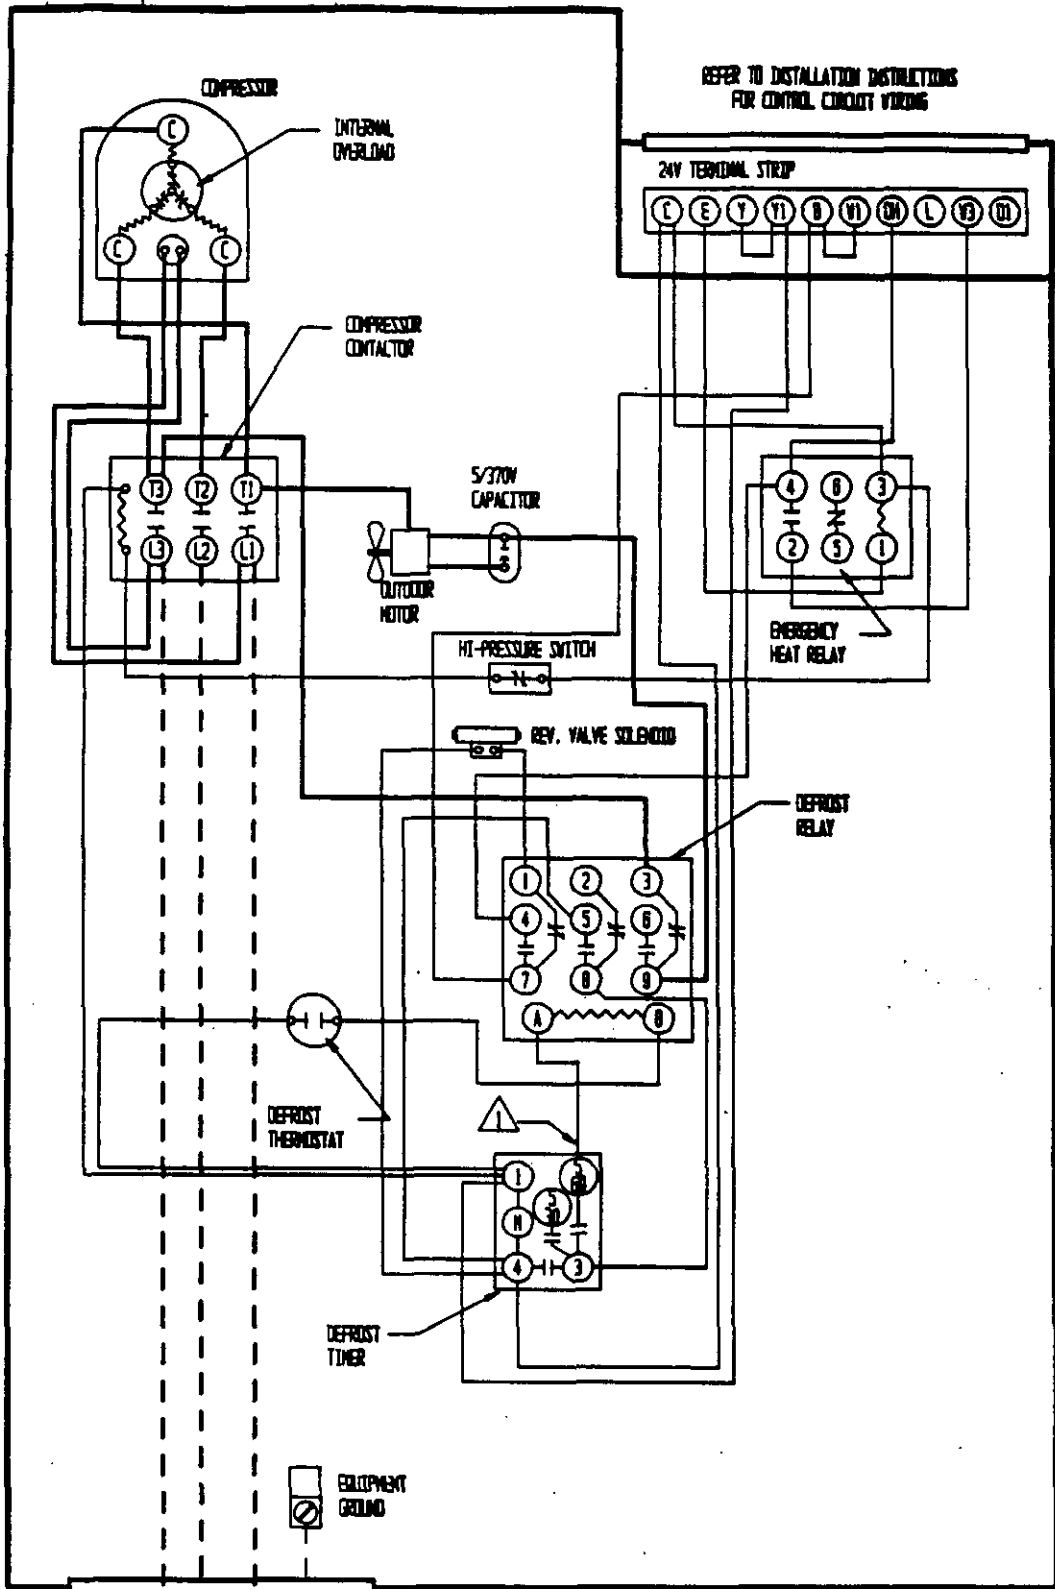 COMPRESSOR
INTERNAL
OVERLOAD
REFER TO INSTALLATION INSTRUCTIONS
FOR CONTROL CIRCUIT WIRING
24V TERMINAL STRIP
C E Y Y1 R W1 L W3
C
C C
COMPRESSOR
CONTACTOR
T3 T2 T1
L3 L2 L1
5/370V
CAPACITOR
OUTDOOR
MOTOR
4 6 3
2 5 1
EMERGENCY
HEAT RELAY
HI-PRESSURE SWITCH
REV. VALVE SOLENOID
DEFROST
RELAY
1 2 3
4 5 6
7 8 9
A B
DEFROST
THERMOSTAT
1
1
M
4 3
DEFROST
TIMER
EQUIPMENT
GROUND